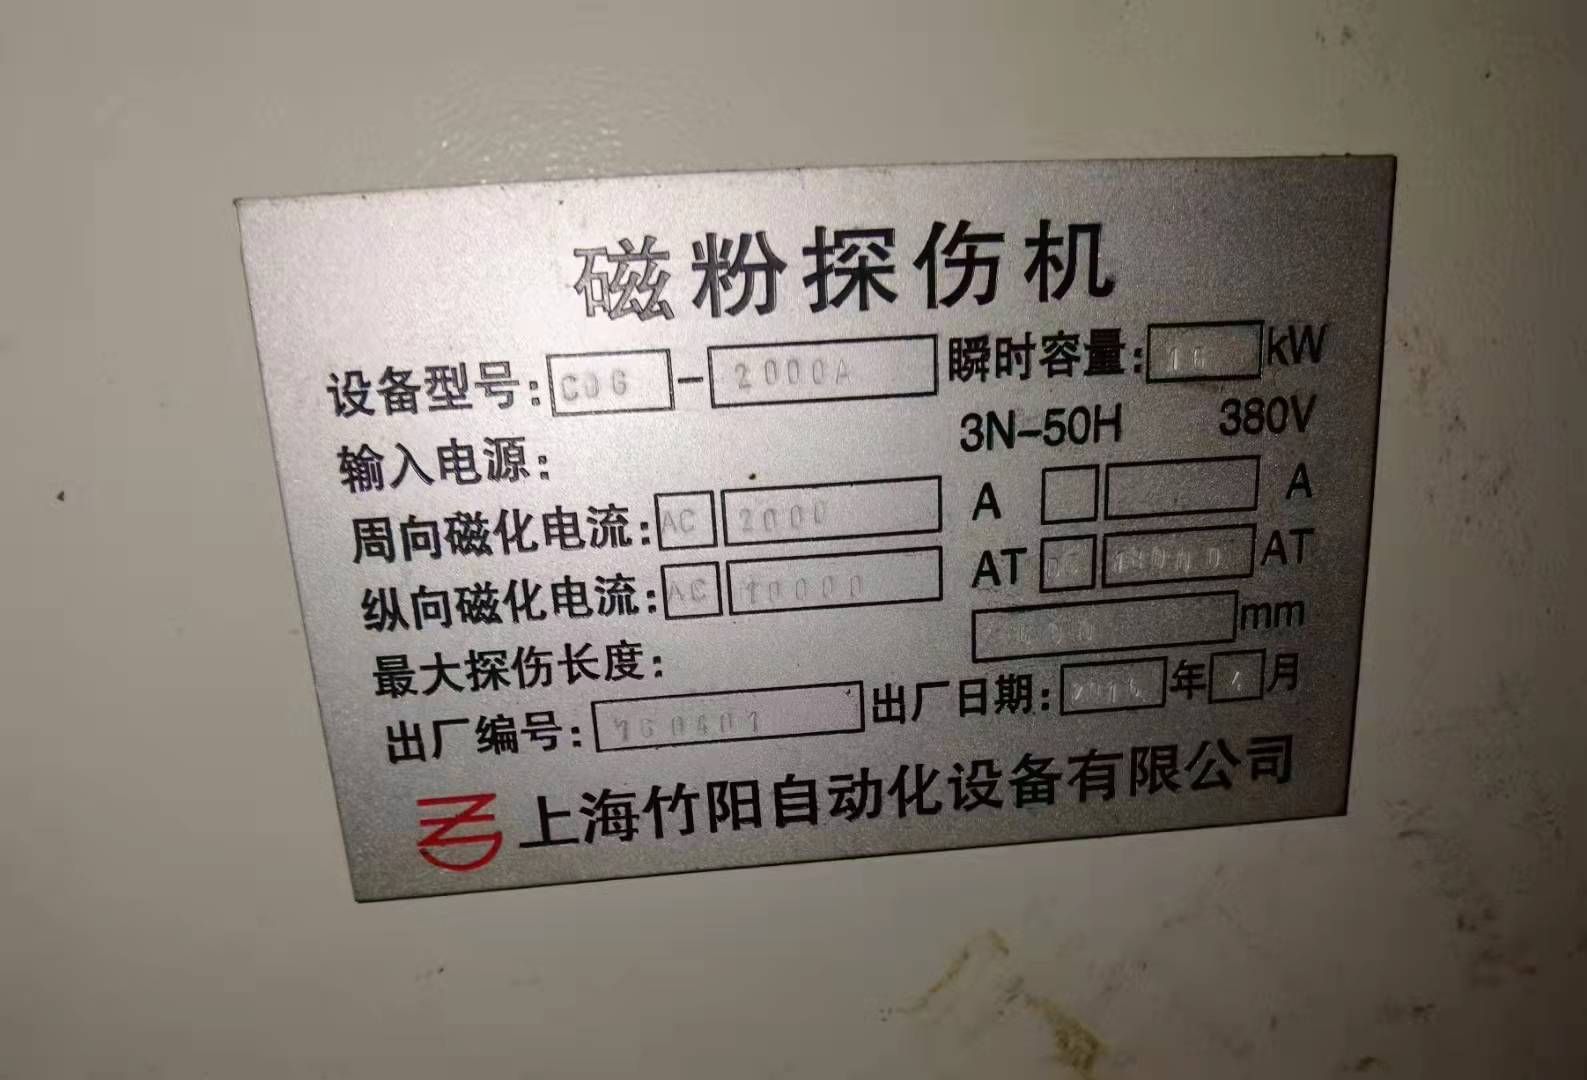 磁粉探伤机
设备型号: - 2000A 瞬时容量: 16 kW
输入电源: 3N-50H 380V
周向磁化电流: AC 2000 A A
纵向磁化电流: AC 10000 AT AT
最大探伤长度: mm
出厂编号: 出厂日期: 年 月
上海竹阳自动化设备有限公司